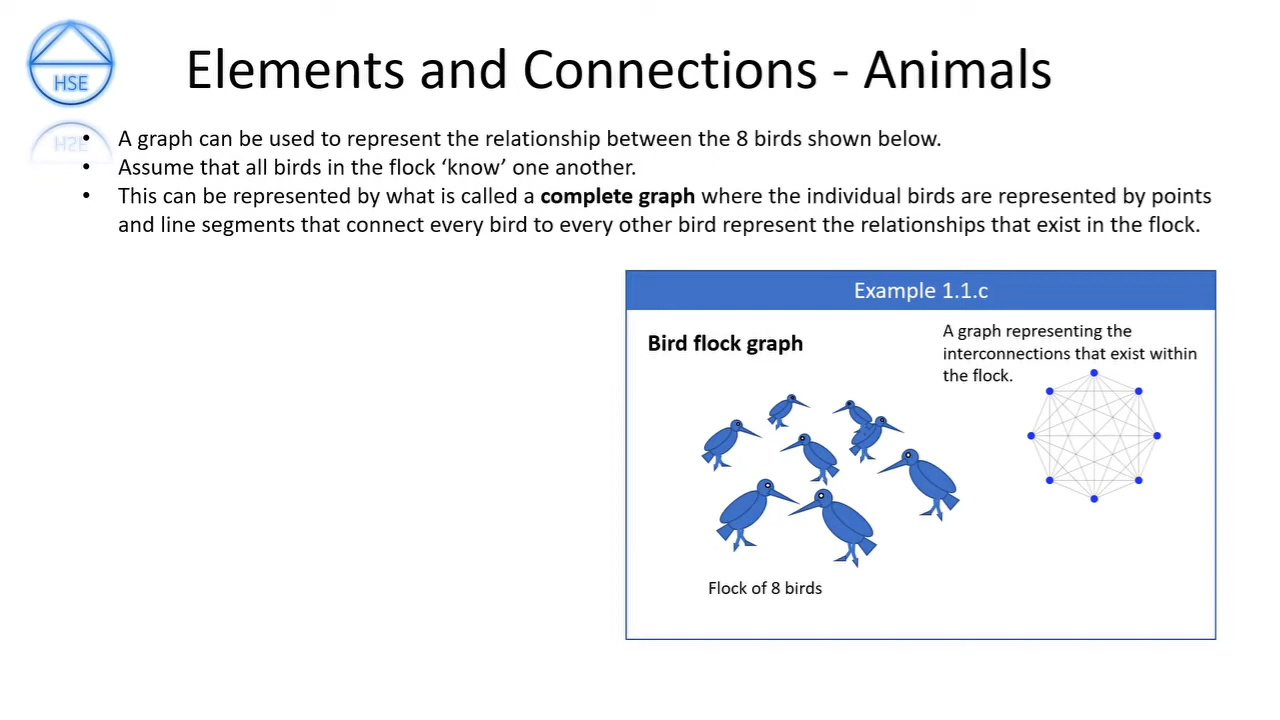 HSE
Elements and Connections - Animals
• A graph can be used to represent the relationship between the 8 birds shown below.
• Assume that all birds in the flock ‘know’ one another.
• This can be represented by what is called a complete graph where the individual birds are represented by points
and line segments that connect every bird to every other bird represent the relationships that exist in the flock.
Example 1.1.c
Bird flock graph
A graph representing the
interconnections that exist within
the flock.
Flock of 8 birds